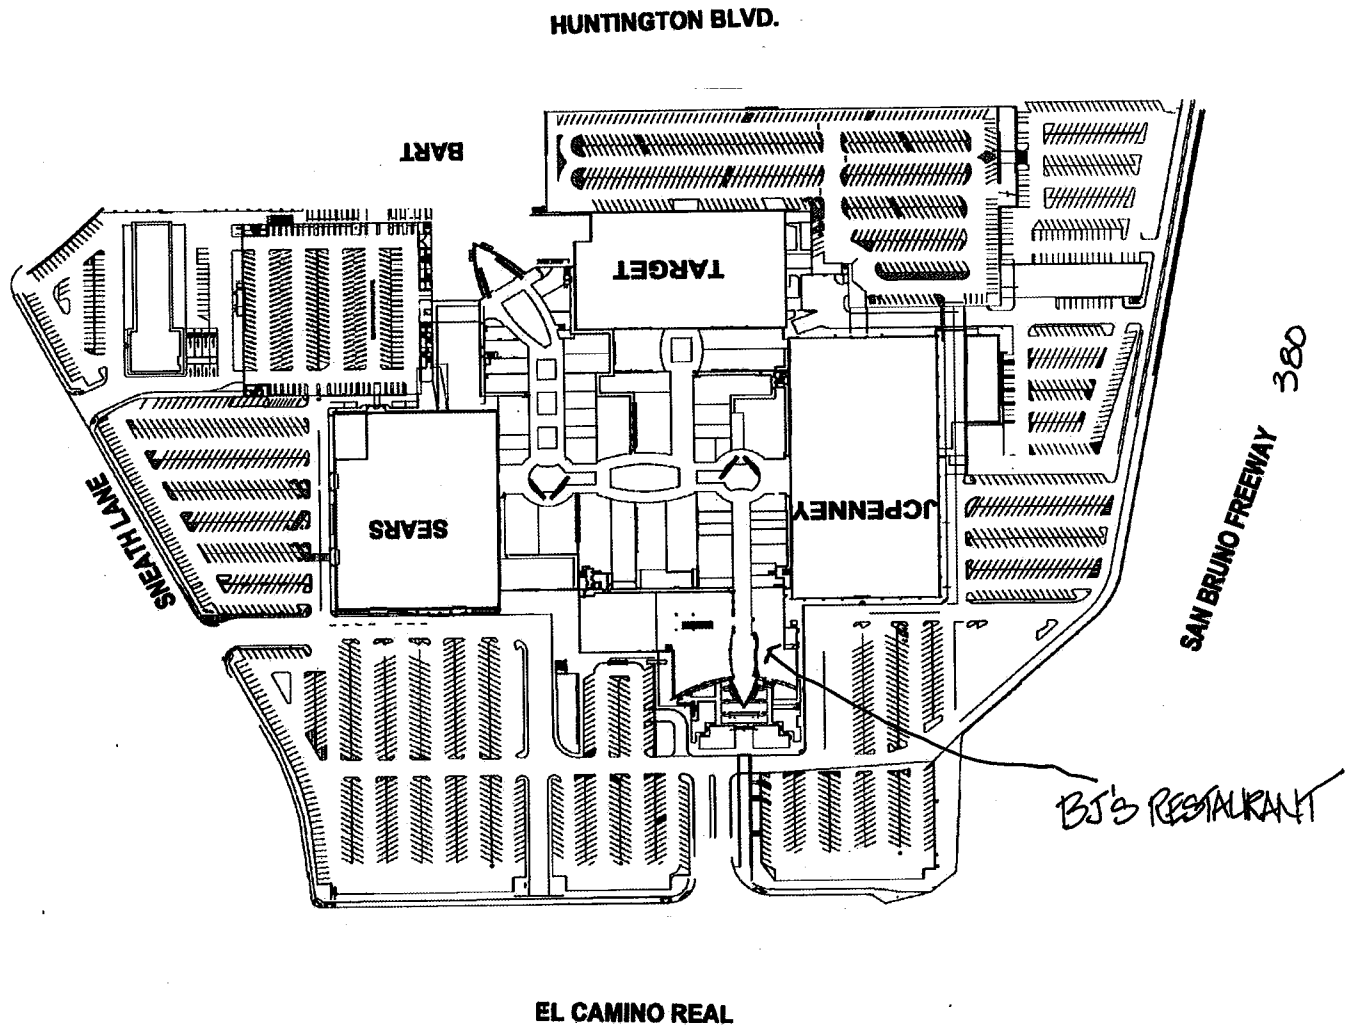 HUNTINGTON BLVD.
BART
TARGET
380
SNEATH LANE
SEARS
JCPENNEY
SAN BRUNO FREEWAY
BJ'S RESTAURANT
EL CAMINO REAL